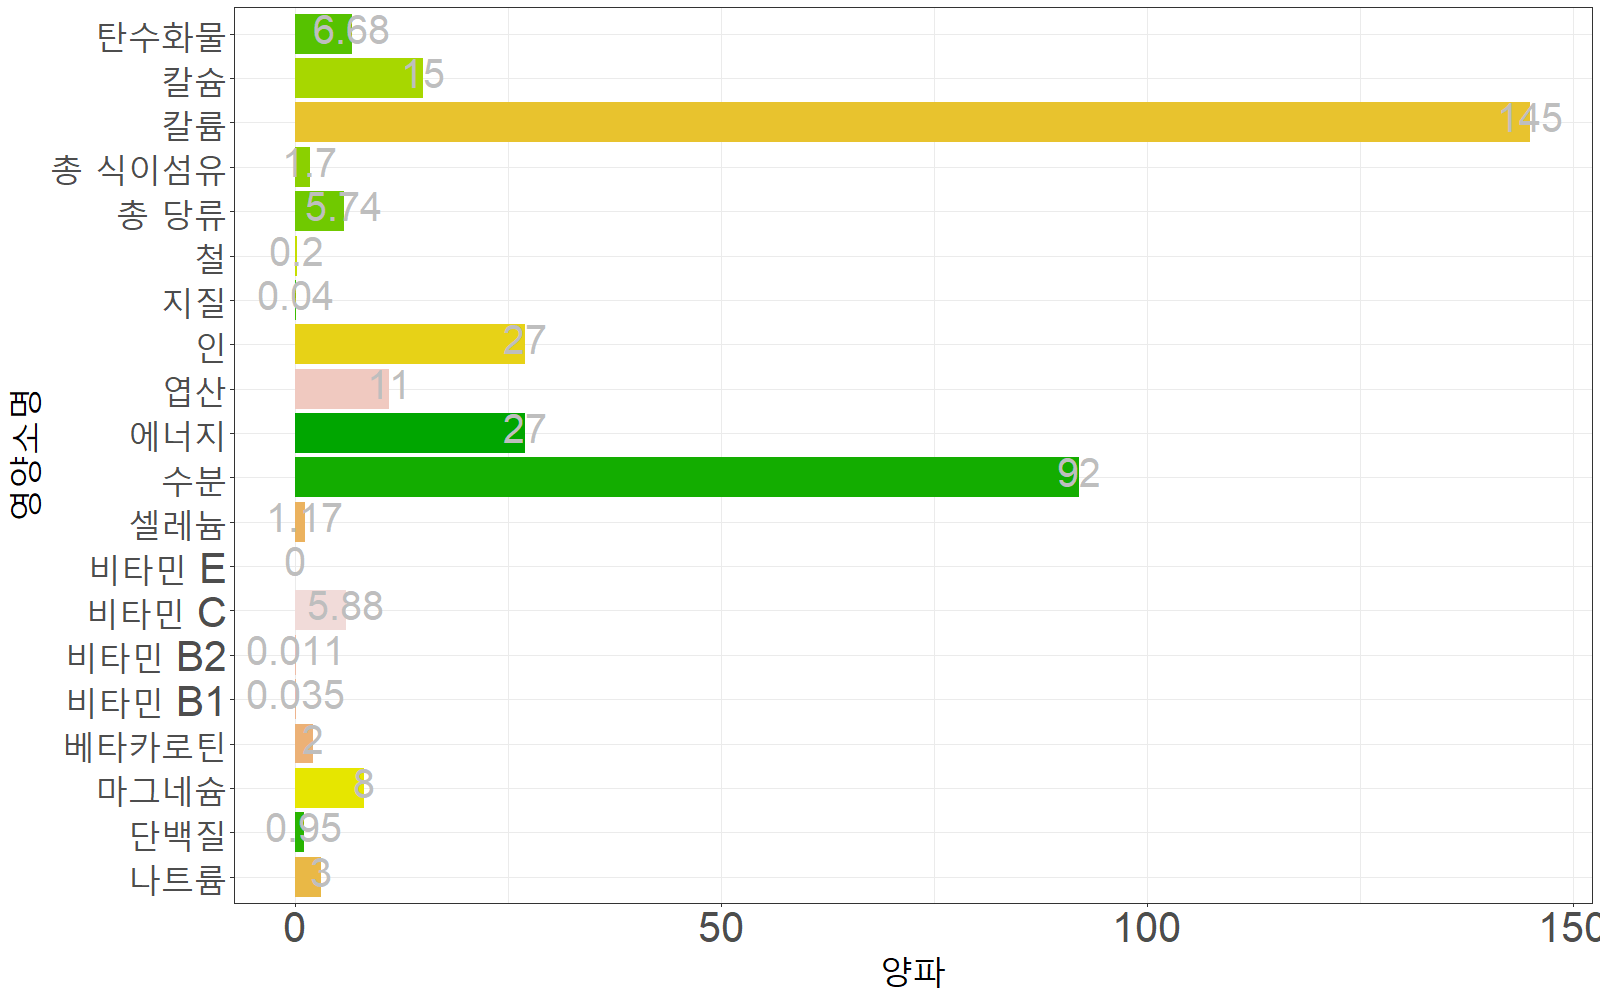 탄수화물 6.68
칼슘 15
칼륨 145
총 식이섬유 1.7
총 당류 5.74
철 0.2
지질 0.04
인 27
엽산 11
에너지 27
수분 92
셀레늄 1.17
비타민 E 0
비타민 C 5.88
비타민 B2 0.011
비타민 B1 0.035
베타카로틴 2
마그네슘 8
단백질 0.95
나트륨 3
영양소명
0 50 100 150
양파